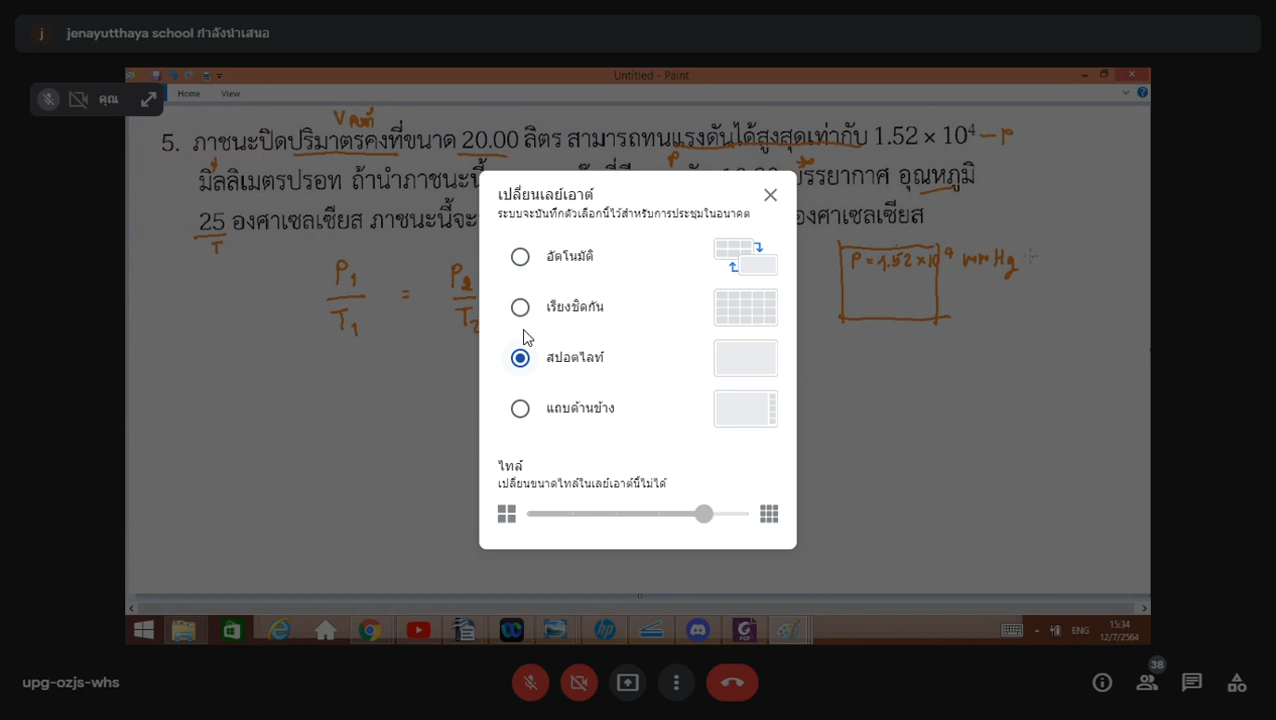 j jenayutthaya school กำลังนำเสนอ
Untitled - Paint
คุณ
Home View
V คงที่
5. ภาชนะปิดปริมาตรคงที่ขนาด 20.00 ลิตร สามารถทนแรงดันได้สูงสุดเท่ากับ 1.52 × 10⁴ - P
มิลลิเมตรปรอท ถ้านำภาชนะนี้ บรรยากาศ อุณหภูมิ
25 องศาเซลเซียส ภาชนะนี้จะ องศาเซลเซียส
T
P₁ = P₂
T₁ T₂
P = 1.52 × 10⁴ mmHg
เปลี่ยนเลย์เอาต์
ระบบจะบันทึกตัวเลือกนี้ไว้สำหรับการประชุมในอนาคต
อัตโนมัติ
เรียงชิดกัน
สปอตไลท์
แถบด้านข้าง
ไทล์
เปลี่ยนขนาดไทล์ในเลย์เอาต์นี้ไม่ได้
ENG
15:34
12/7/2564
upg-ozjs-whs
38